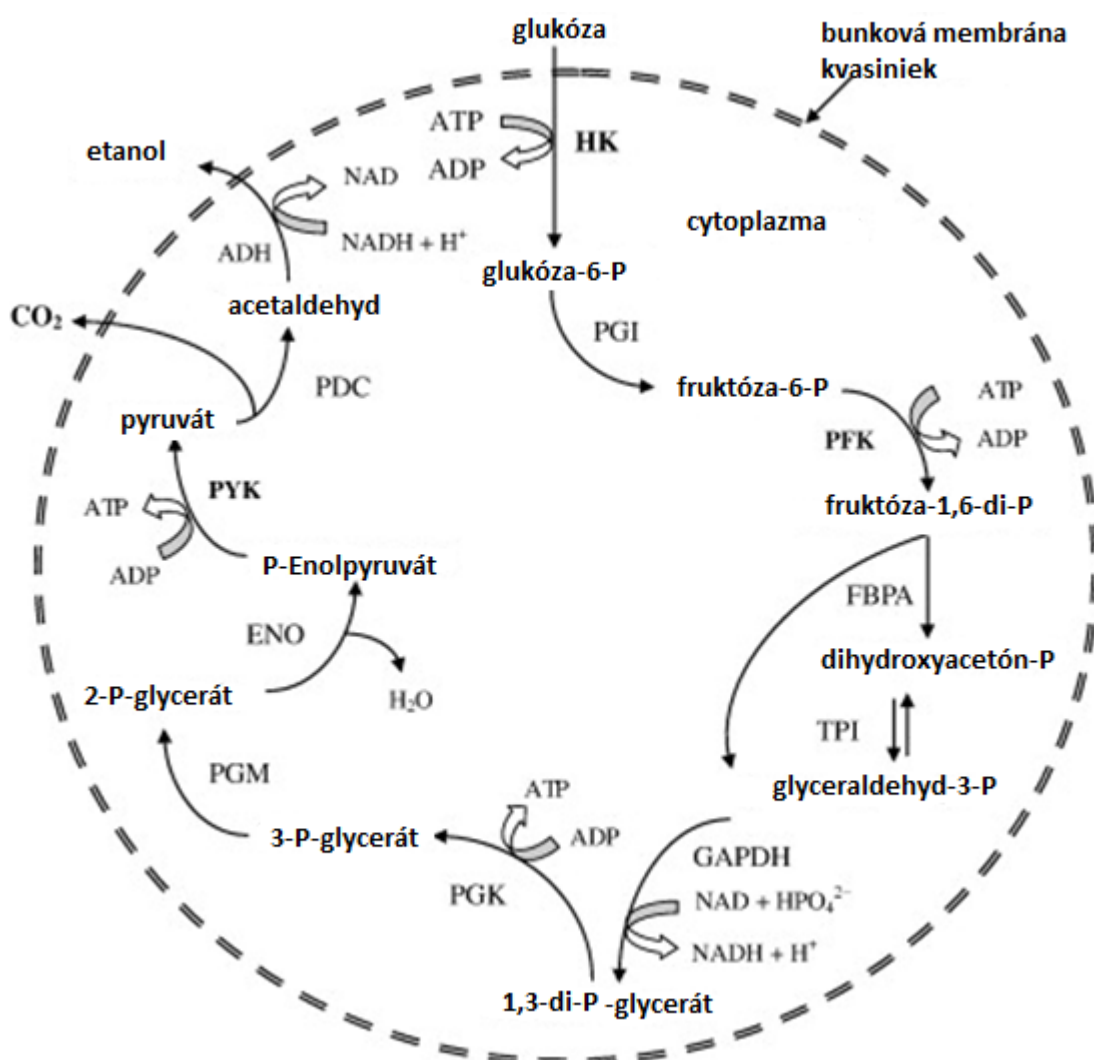 glukóza
bunková membrána
kvasiniek
ATP
ADP
HK
etanol
NAD
NADH + H⁺
ADH
cytoplazma
glukóza-6-P
acetaldehyd
CO₂
PGI
PDC
fruktóza-6-P
ATP
ADP
PFK
pyruvát
PYK
ATP
ADP
fruktóza-1,6-di-P
P-Enolpyruvát
FBPA
ENO
H₂O
dihydroxyacetón-P
2-P-glycerát
TPI
glyceraldehyd-3-P
PGM
ATP
ADP
3-P-glycerát
PGK
GAPDH
NAD + HPO₄²⁻
NADH + H⁺
1,3-di-P -glycerát